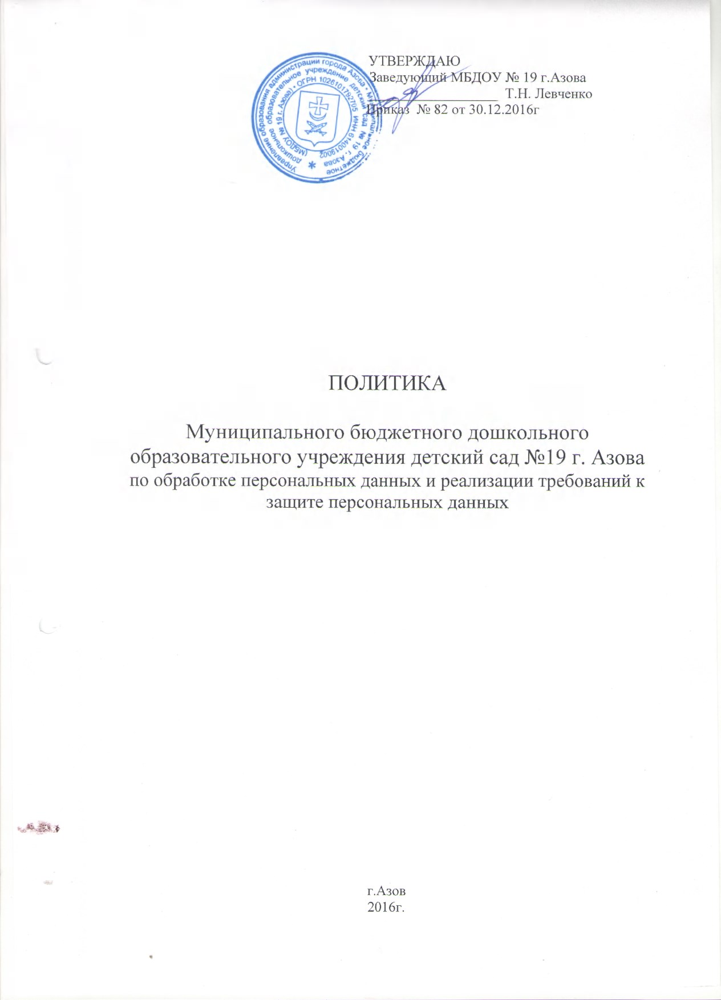 УТВЕРЖДАЮ
Заведующий МБДОУ № 19 г.Азова
Т.Н. Левченко
Приказ № 82 от 30.12.2016г
Управление образования администрации города Азова • Муниципальное бюджетное
дошкольное образовательное учреждение детский сад № 19 г. Азова
(МБДОУ № 19 г. Азова) • ОГРН 1026101792705 ИНН 6140019002
ПОЛИТИКА
Муниципального бюджетного дошкольного
образовательного учреждения детский сад №19 г. Азова
по обработке персональных данных и реализации требований к
защите персональных данных
г.Азов
2016г.